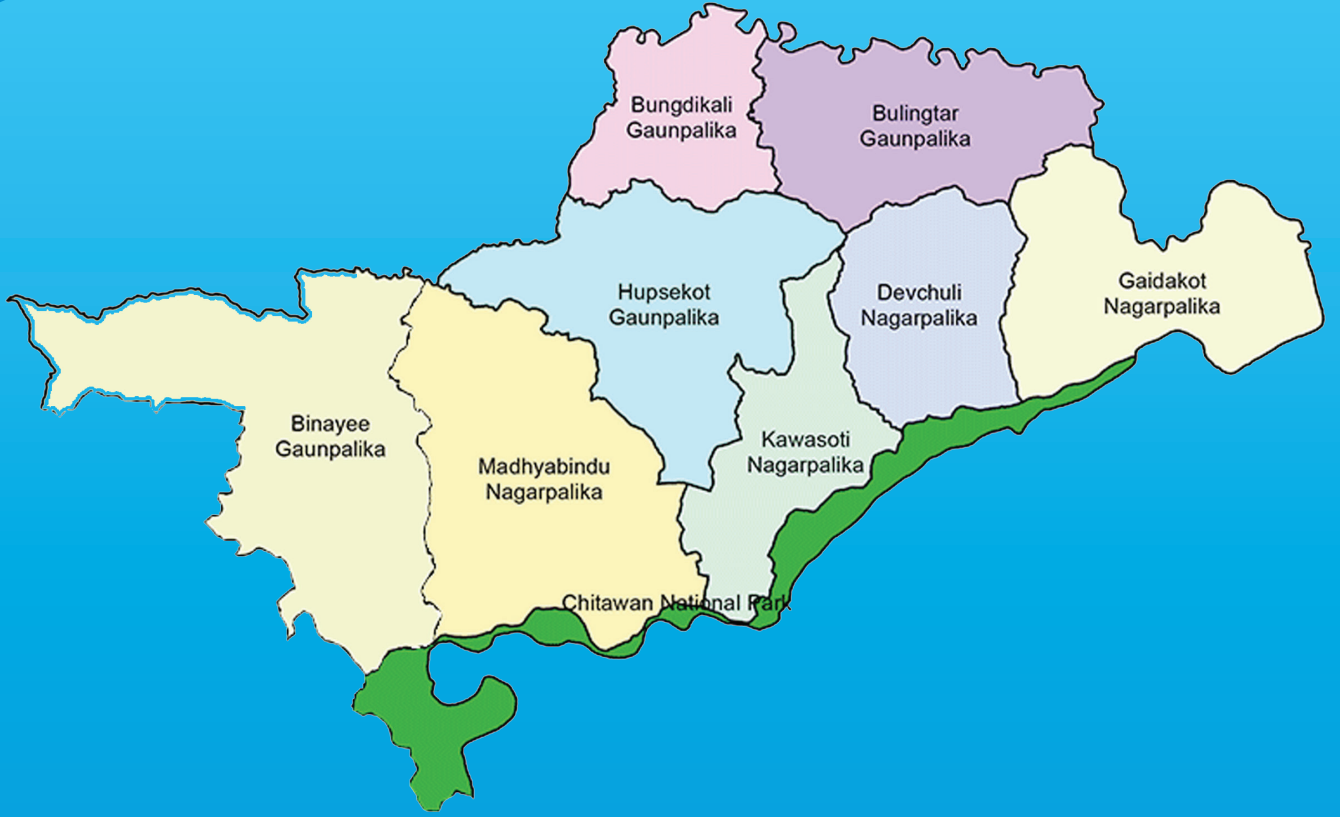 Bungdikali
Gaunpalika
Bulingtar
Gaunpalika
Hupsekot
Gaunpalika
Devchuli
Nagarpalika
Gaidakot
Nagarpalika
Binayee
Gaunpalika
Madhyabindu
Nagarpalika
Kawasoti
Nagarpalika
Chitawan National Park